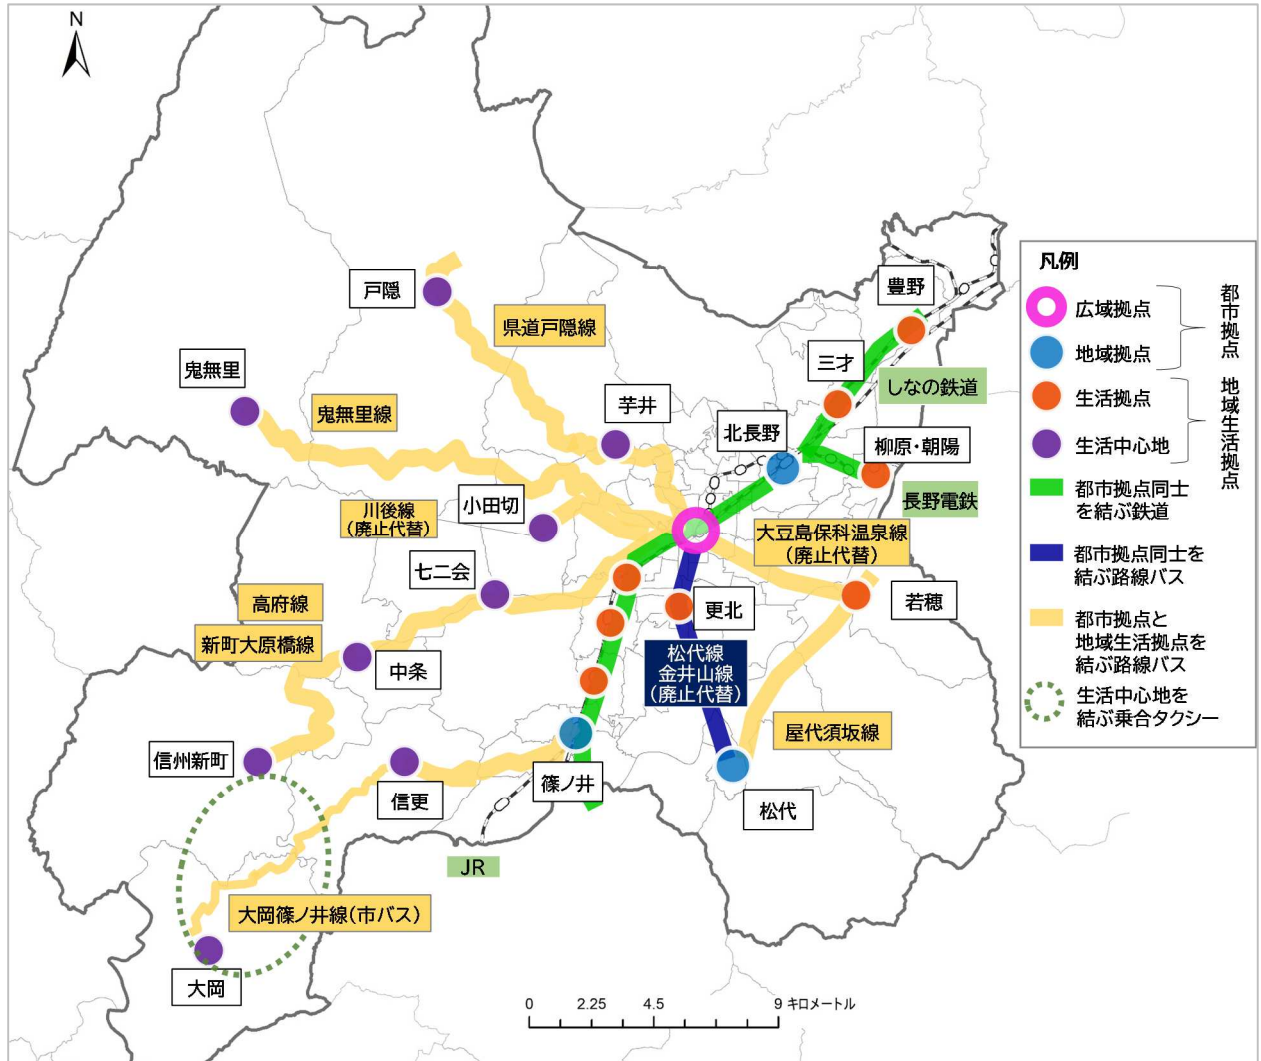 N
戸隠
県道戸隠線
鬼無里
鬼無里線
芋井
豊野
三才
しなの鉄道
北長野
柳原・朝陽
長野電鉄
川後線
(廃止代替)
小田切
大豆島保科温泉線
(廃止代替)
七二会
若穂
更北
高府線
新町大原橋線
中条
松代線
金井山線
(廃止代替)
屋代須坂線
信州新町
信更
篠ノ井
松代
JR
大岡篠ノ井線(市バス)
大岡
0 2.25 4.5 9 キロメートル
凡例
広域拠点
地域拠点
都市拠点
生活拠点
生活中心地
地域生活拠点
都市拠点同士
を結ぶ鉄道
都市拠点同士を
結ぶ路線バス
都市拠点と
地域生活拠点を
結ぶ路線バス
生活中心地を
結ぶ乗合タクシー